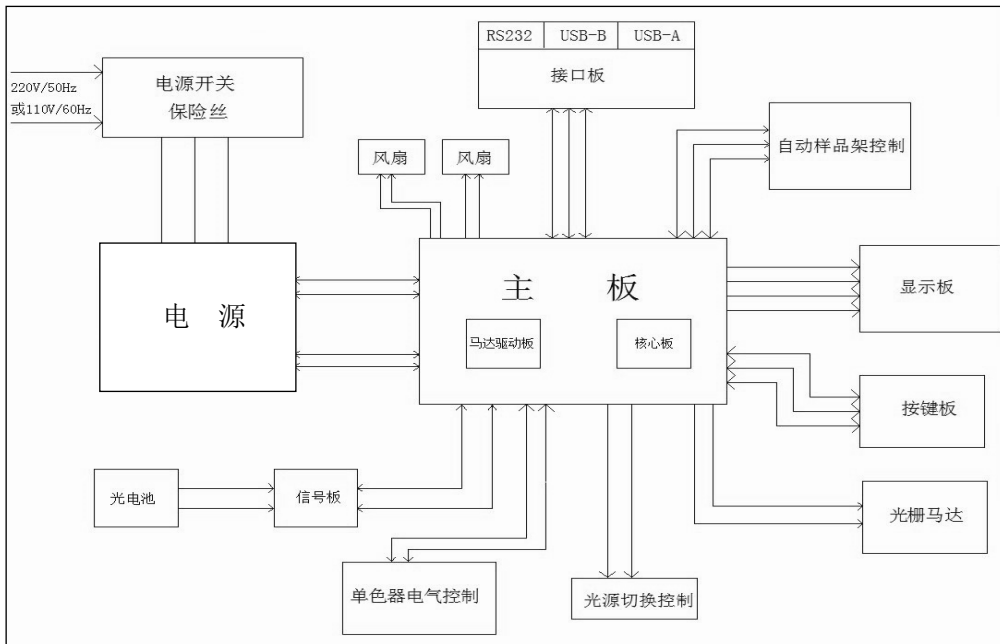 RS232 USB-B USB-A
接口板
220V/50Hz
或110V/60Hz
电源开关
保险丝
风扇
风扇
自动样品架控制
主 板
马达驱动板
核心板
电 源
显示板
按键板
光电池
信号板
光栅马达
单色器电气控制
光源切换控制